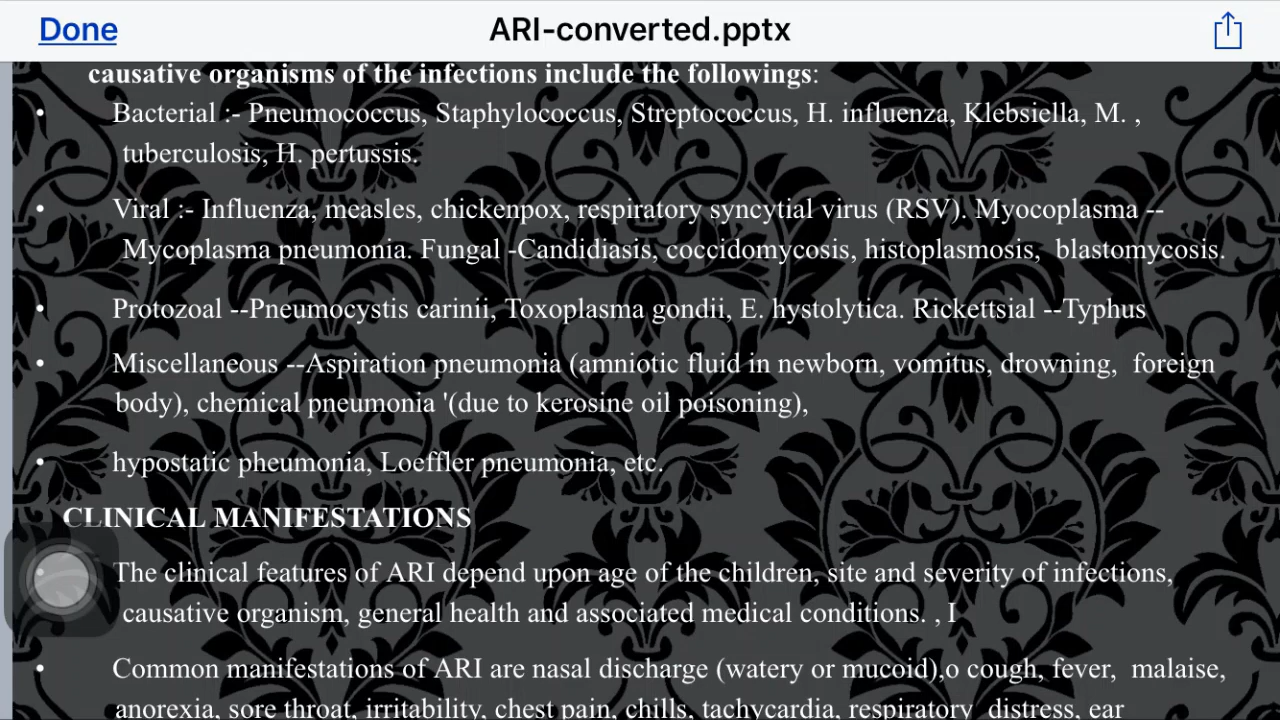 Done
ARI-converted.pptx
causative organisms of the infections include the followings:
• Bacterial :- Pneumococcus, Staphylococcus, Streptococcus, H. influenza, Klebsiella, M. ,
tuberculosis, H. pertussis.
• Viral :- Influenza, measles, chickenpox, respiratory syncytial virus (RSV). Myocoplasma --
Mycoplasma pneumonia. Fungal -Candidiasis, coccidomycosis, histoplasmosis, blastomycosis.
• Protozoal --Pneumocystis carinii, Toxoplasma gondii, E. hystolytica. Rickettsial --Typhus
• Miscellaneous --Aspiration pneumonia (amniotic fluid in newborn, vomitus, drowning, foreign
body), chemical pneumonia '(due to kerosine oil poisoning),
• hypostatic pheumonia, Loeffler pneumonia, etc.
CLINICAL MANIFESTATIONS
• The clinical features of ARI depend upon age of the children, site and severity of infections,
causative organism, general health and associated medical conditions. , I
• Common manifestations of ARI are nasal discharge (watery or mucoid),o cough, fever, malaise,
anorexia, sore throat, irritability, chest pain, chills, tachycardia, respiratory distress, ear